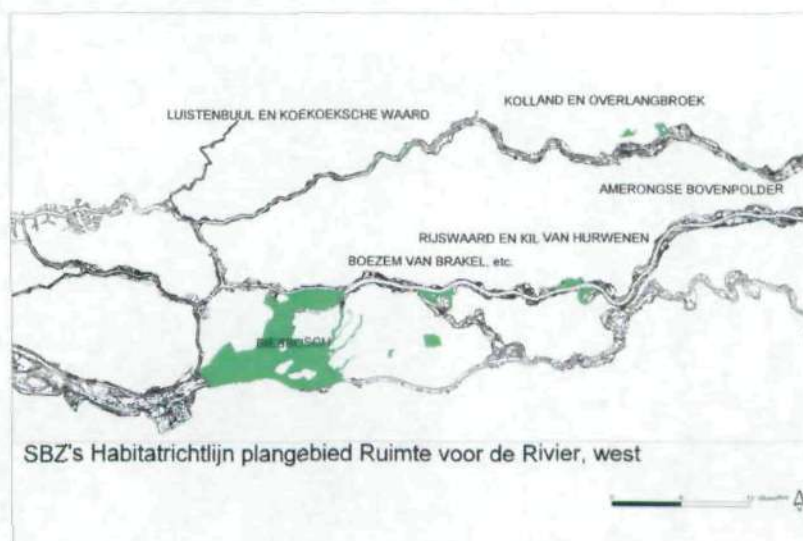 KOLLAND EN OVERLANGBROEK
LUISTENBUUL EN KOEKOEKSCHE WAARD
AMERONGSE BOVENPOLDER
RIJSWAARD EN KIL VAN HURWENEN
BOEZEM VAN BRAKEL, etc.
BIESBOSCH
SBZ's Habitatrichtlijn plangebied Ruimte voor de Rivier, west